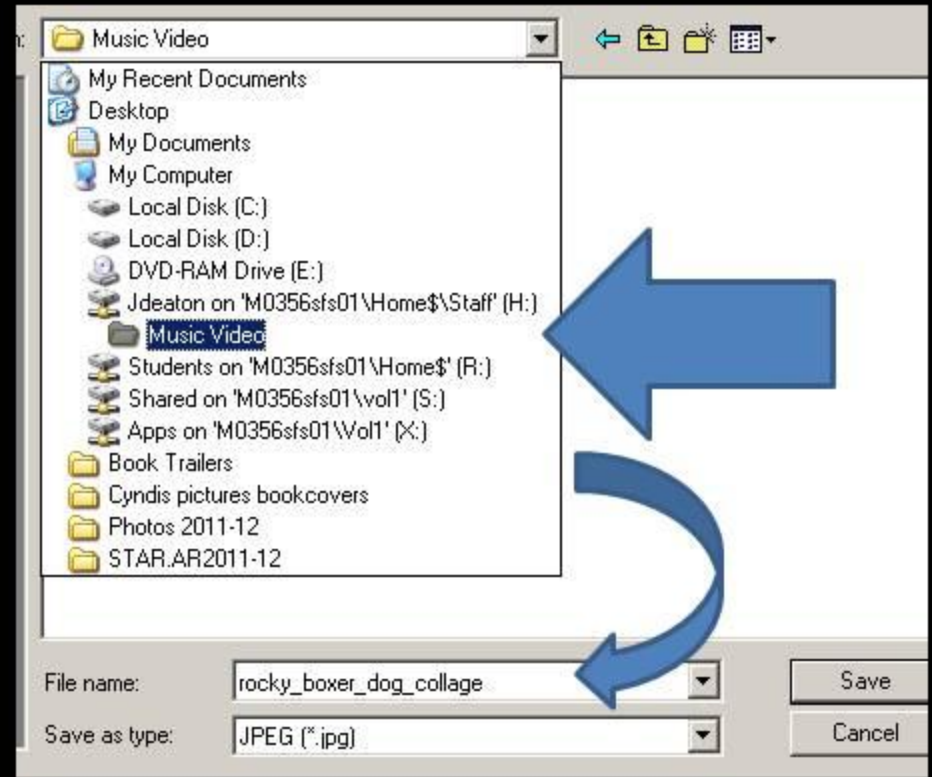 Music Video
My Recent Documents
Desktop
My Documents
My Computer
Local Disk (C:)
Local Disk (D:)
DVD-RAM Drive (E:)
Jdeaton on 'M0356sfs01\Home$\Staff' (H:)
Music Video
Students on 'M0356sfs01\Home$' (R:)
Shared on 'M0356sfs01\vol1' (S:)
Apps on 'M0356sfs01\Vol1' (X:)
Book Trailers
Cyndis pictures bookcovers
Photos 2011-12
STAR.AR2011-12
File name: rocky_boxer_dog_collage Save
Save as type: JPEG (*.jpg) Cancel